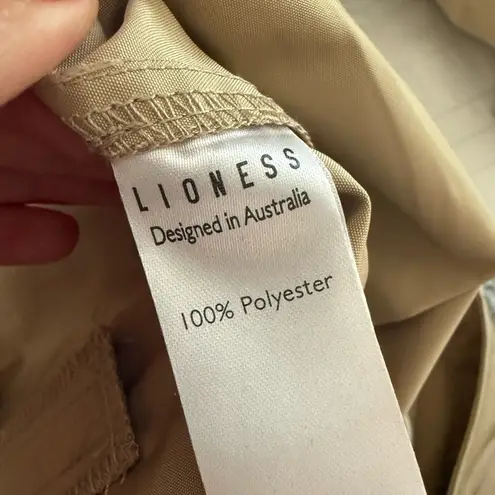 LIONESS
Designed in Australia
100% Polyester